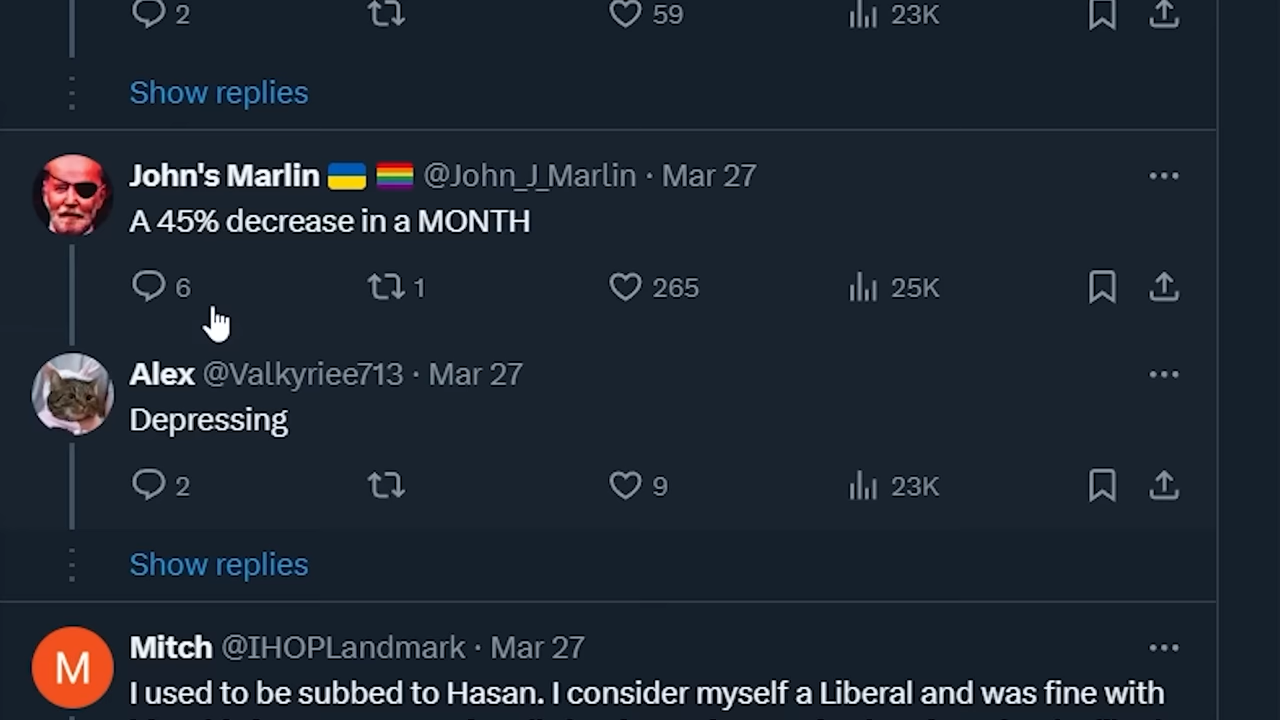 2 59 23K
Show replies
John's Marlin 🇺🇦 🏳️‍🌈 @John_J_Marlin · Mar 27
A 45% decrease in a MONTH
6 1 265 25K
Alex @Valkyriee713 · Mar 27
Depressing
2 9 23K
Show replies
M
Mitch @IHOPLandmark · Mar 27
I used to be subbed to Hasan. I consider myself a Liberal and was fine with